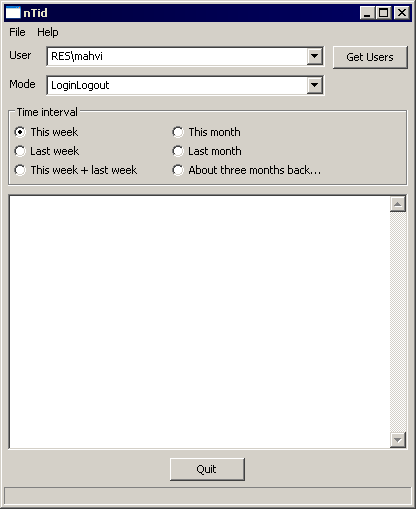 nTid
File Help
User RES\mahvi Get Users
Mode LoginLogout
Time interval
This week This month
Last week Last month
This week + last week About three months back...
Quit